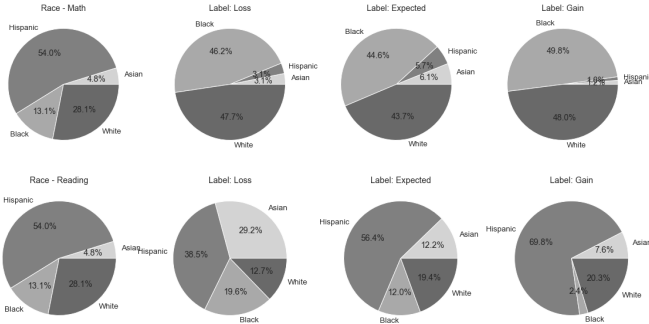 Race - Math
Hispanic
54.0%
Asian
4.8%
13.1%
28.1%
Black
White
Label: Loss
Black
46.2%
Hispanic
3.1%
Asian
3.1%
47.7%
White
Label: Expected
Black
44.6%
Hispanic
5.7%
Asian
6.1%
43.7%
White
Label: Gain
Black
49.8%
Hispanic
Asian
48.0%
White
Race - Reading
Hispanic
54.0%
Asian
4.8%
13.1%
28.1%
Black
White
Label: Loss
Asian
29.2%
Hispanic
38.5%
12.7%
White
19.6%
Black
Label: Expected
Hispanic
56.4%
Asian
12.2%
19.4%
White
12.0%
Black
Label: Gain
Hispanic
69.8%
Asian
7.6%
20.3%
2.4%
White
Black